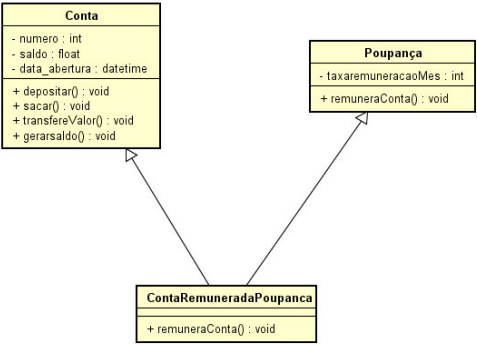 Conta
- numero : int
- saldo : float
- data_abertura : datetime
+ depositar() : void
+ sacar() : void
+ transfereValor() : void
+ gerarsaldo() : void
Poupança
- taxaremuneracaoMes : int
+ remuneraConta() : void
ContaRemuneradaPoupanca
+ remuneraConta() : void